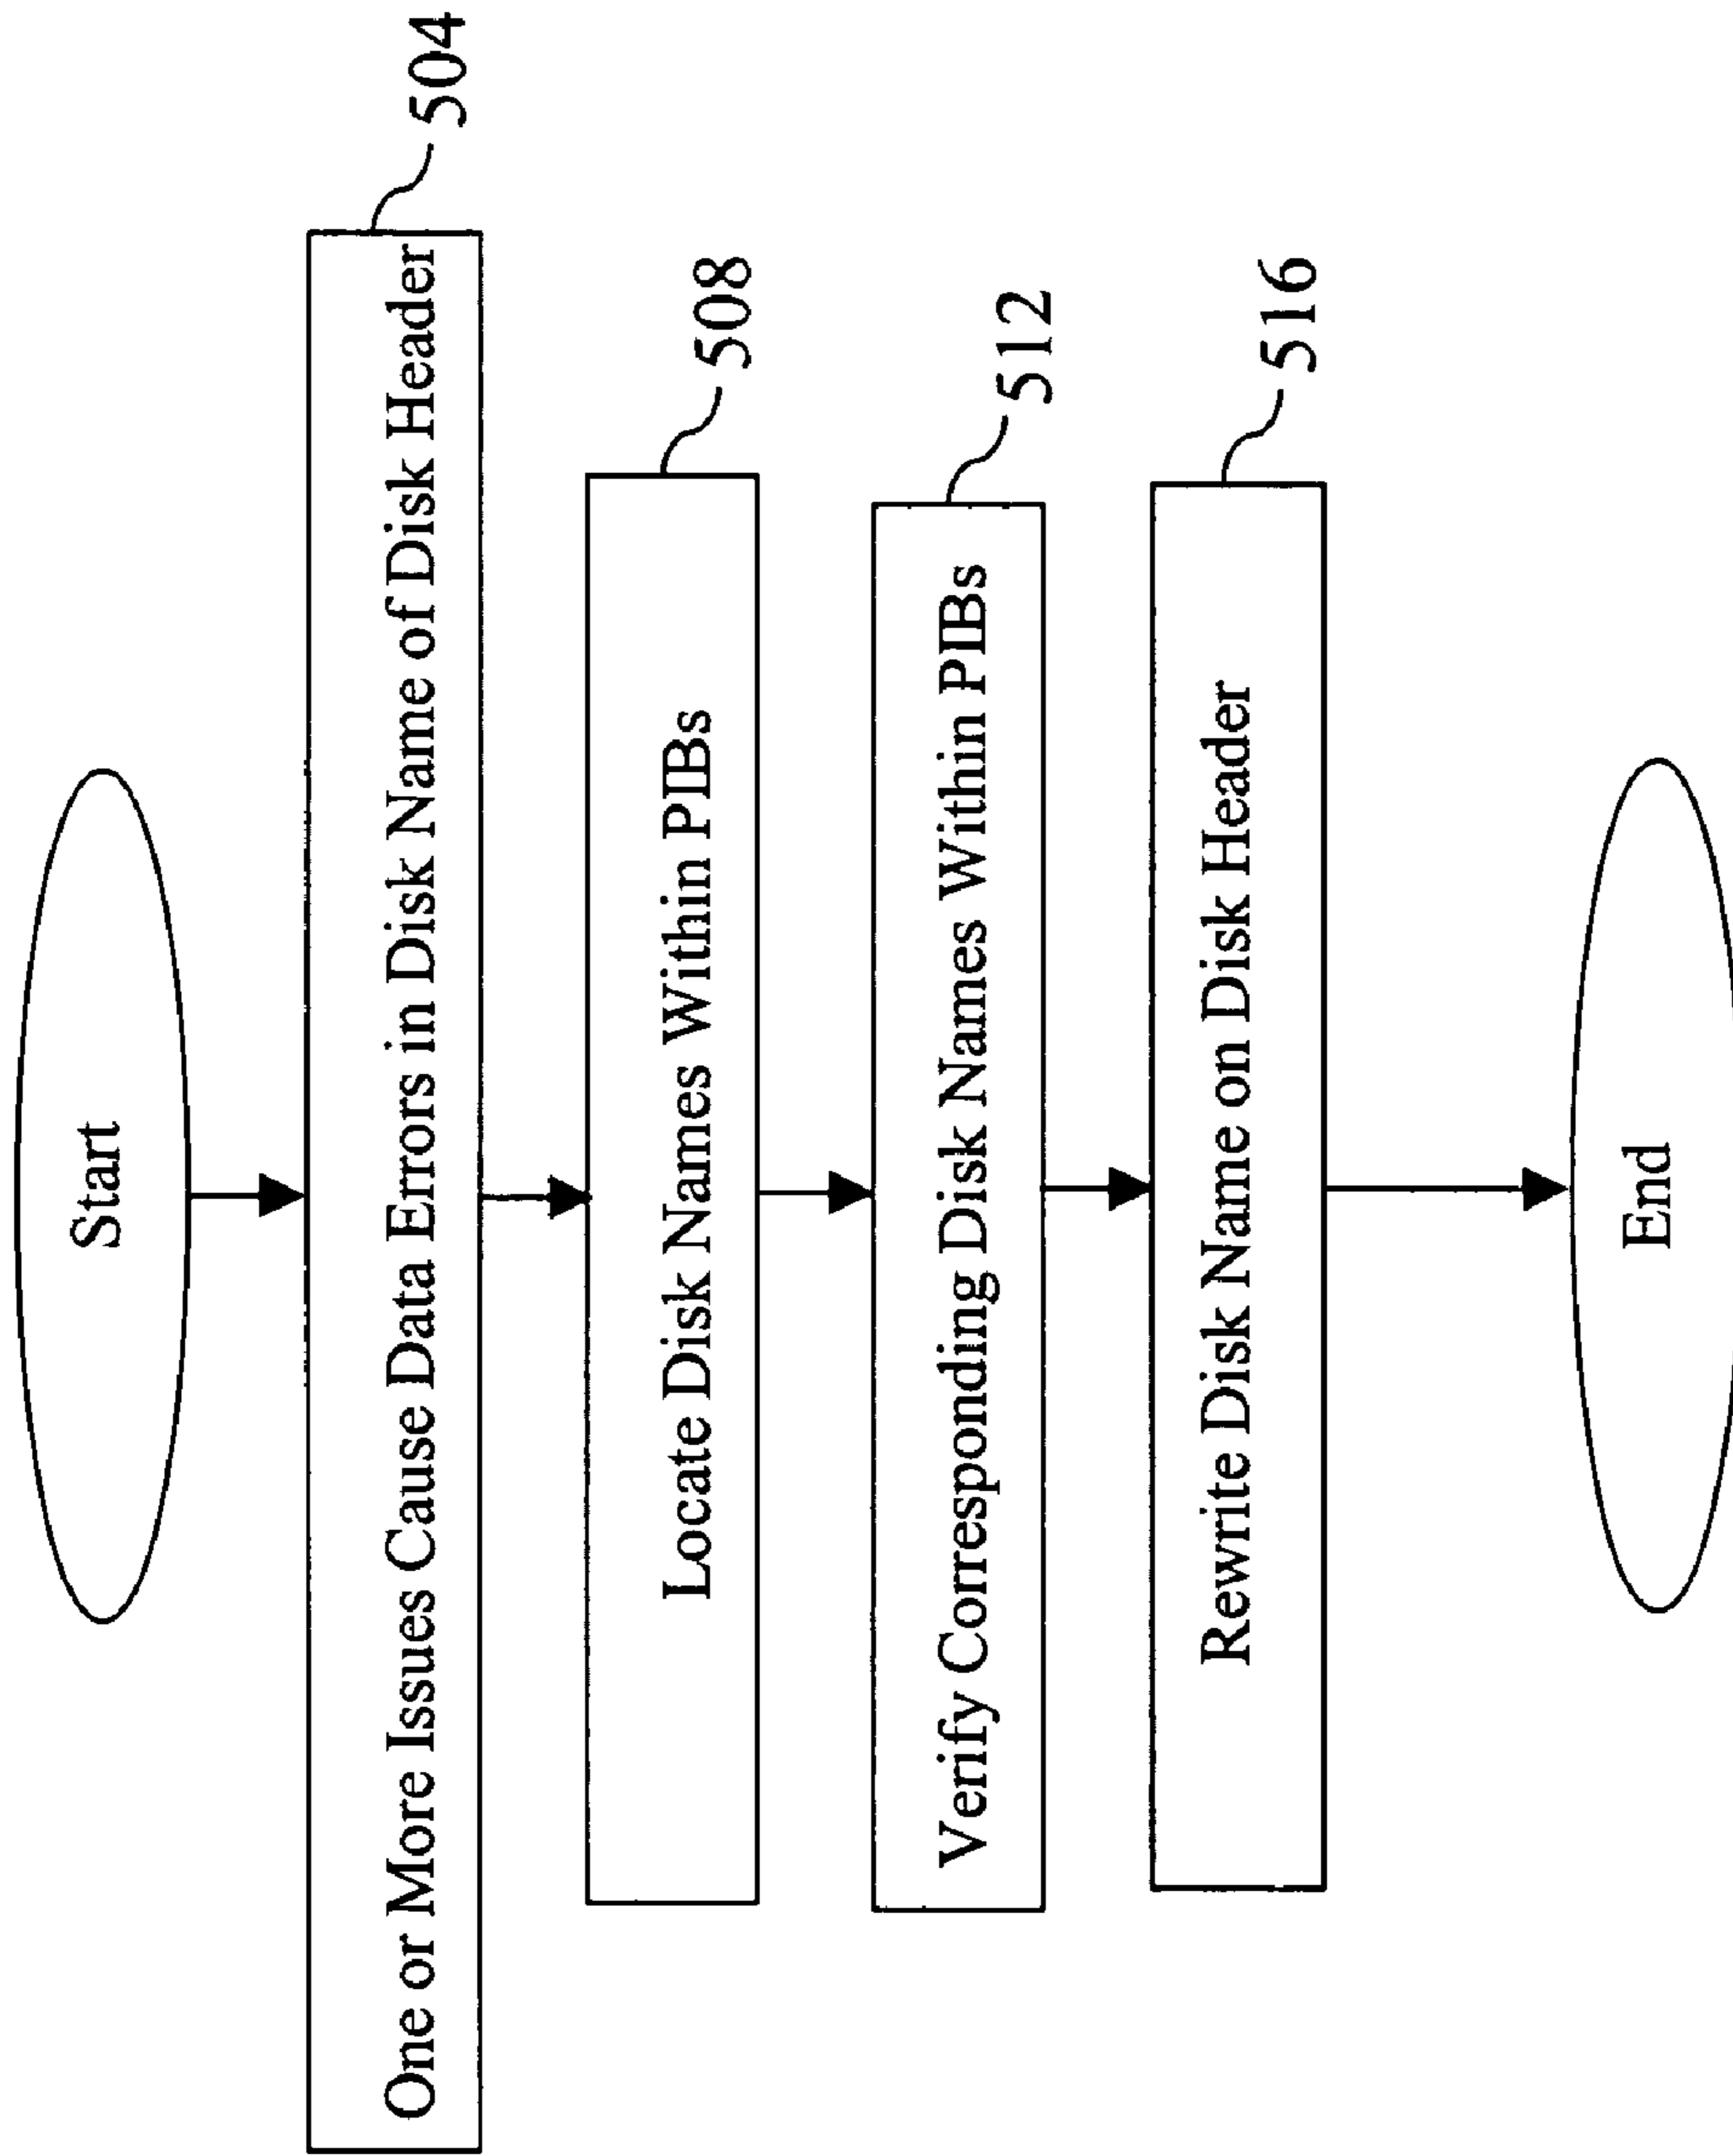 Start
One or More Issues Cause Data Errors in Disk Name of Disk Header
504
Locate Disk Names Within PIBs
508
Verify Corresponding Disk Names Within PIBs
512
Rewrite Disk Name on Disk Header
516
End